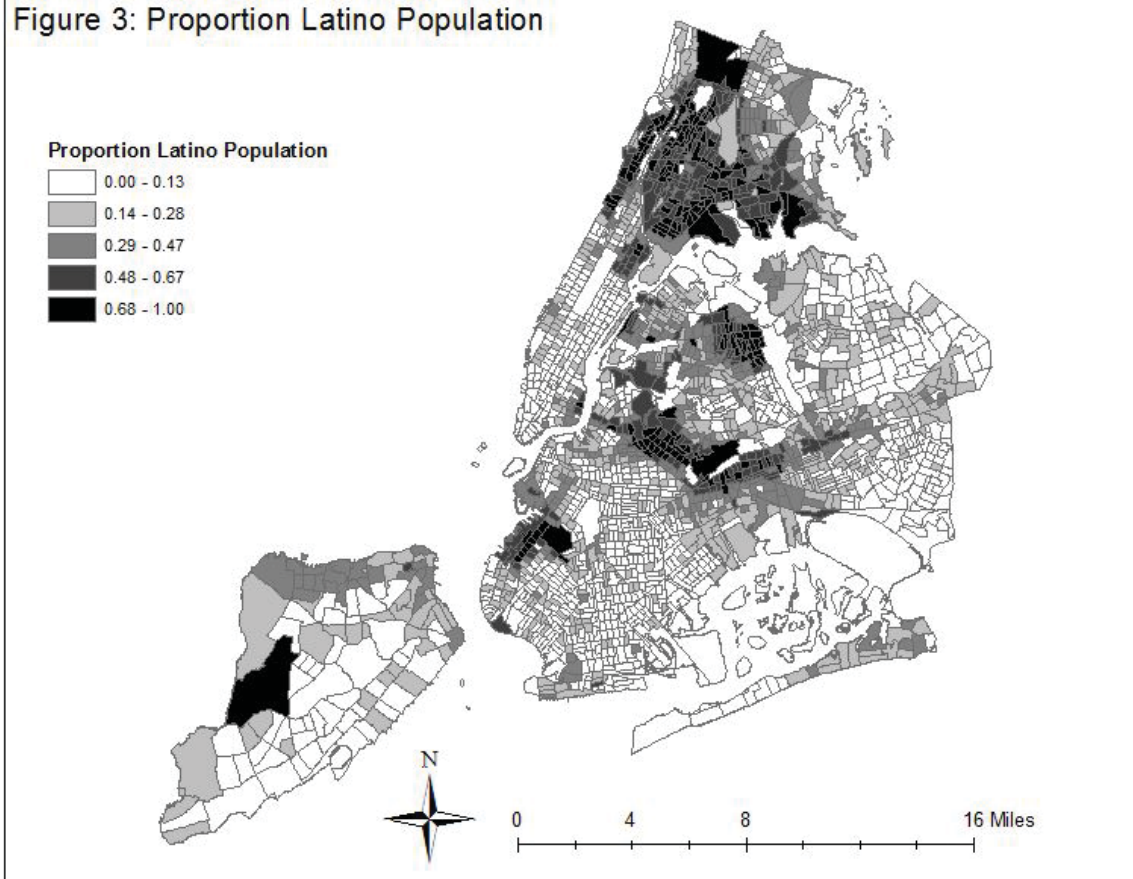 Figure 3: Proportion Latino Population
Proportion Latino Population
0.00 - 0.13
0.14 - 0.28
0.29 - 0.47
0.48 - 0.67
0.68 - 1.00
N
0 4 8 16 Miles